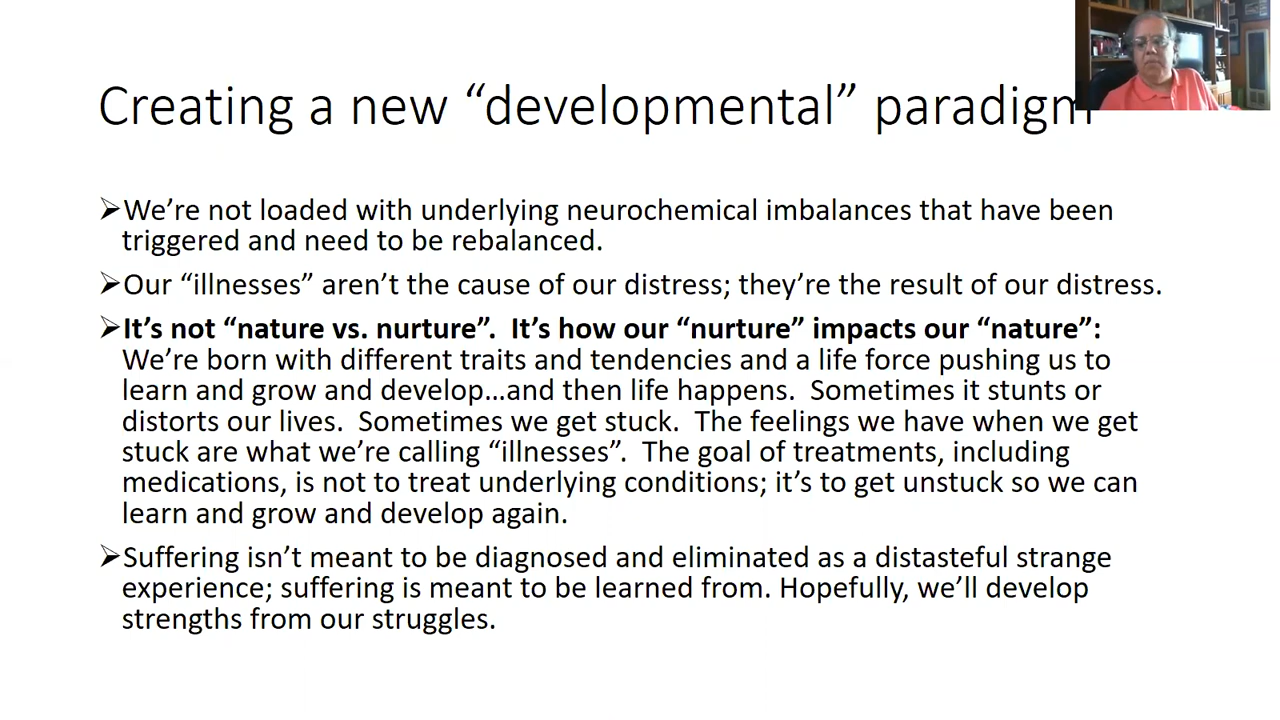 Creating a new “developmental” paradigm
➢We’re not loaded with underlying neurochemical imbalances that have been
triggered and need to be rebalanced.
➢Our “illnesses” aren’t the cause of our distress; they’re the result of our distress.
➢It’s not “nature vs. nurture”.  It’s how our “nurture” impacts our “nature”:
We’re born with different traits and tendencies and a life force pushing us to
learn and grow and develop…and then life happens.  Sometimes it stunts or
distorts our lives.  Sometimes we get stuck.  The feelings we have when we get
stuck are what we’re calling “illnesses”.  The goal of treatments, including
medications, is not to treat underlying conditions; it’s to get unstuck so we can
learn and grow and develop again.
➢Suffering isn’t meant to be diagnosed and eliminated as a distasteful strange
experience; suffering is meant to be learned from. Hopefully, we’ll develop
strengths from our struggles.